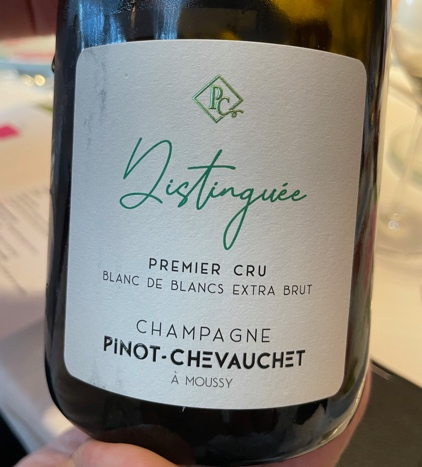 PC
Distinguée
PREMIER CRU
BLANC DE BLANCS EXTRA BRUT
CHAMPAGNE
PiNOT-CHEVAUCHET
À MOUSSY